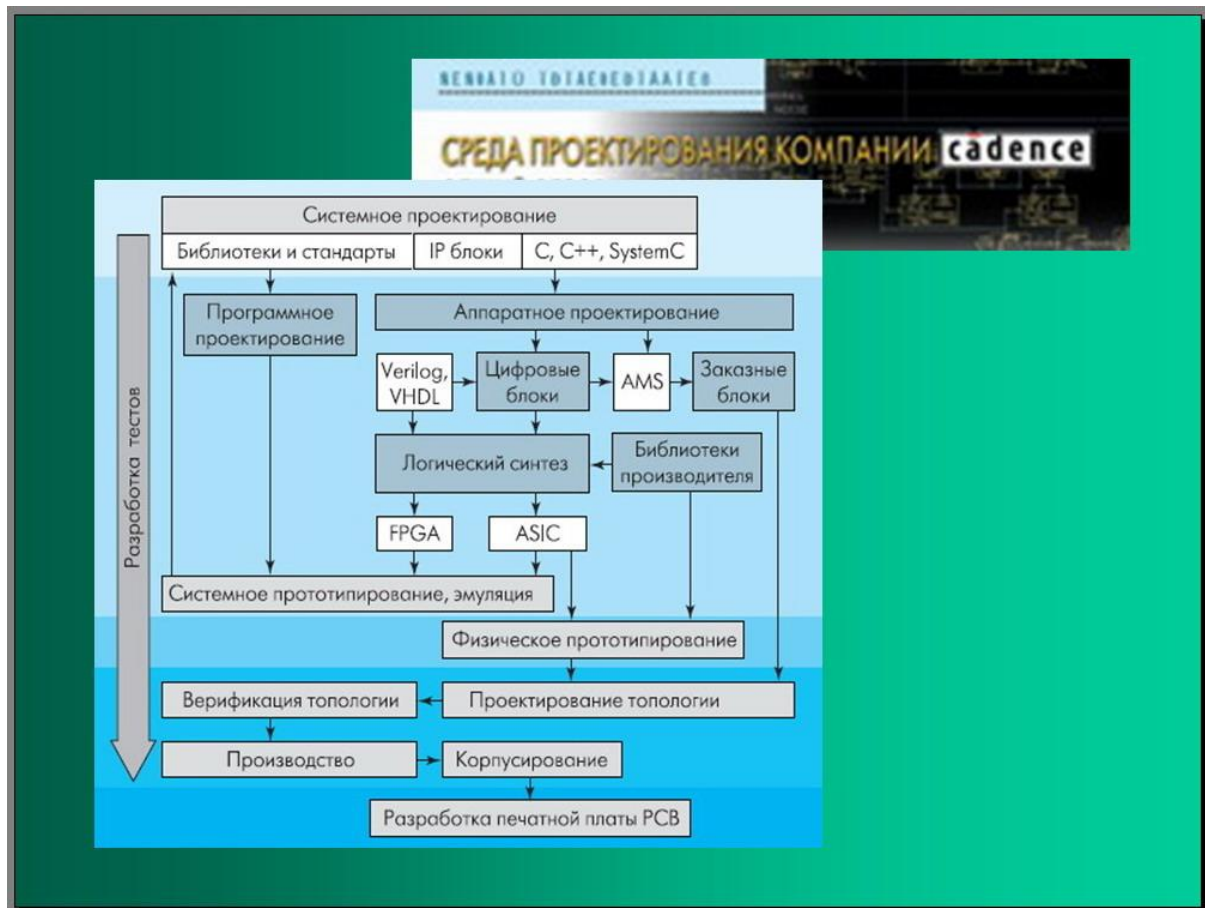 СРЕДА ПРОЕКТИРОВАНИЯ КОМПАНИИ cādence
Системное проектирование
Библиотеки и стандарты
IP блоки
C, C++, SystemC
Программное
проектирование
Аппаратное проектирование
Verilog,
VHDL
Цифровые
блоки
AMS
Заказные
блоки
Логический синтез
Библиотеки
производителя
FPGA
ASIC
Системное прототипирование, эмуляция
Физическое прототипирование
Верификация топологии
Проектирование топологии
Производство
Корпусирование
Разработка печатной платы PCB
Разработка тестов